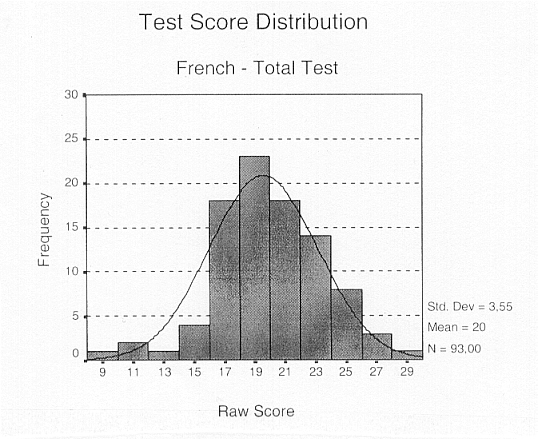 Test Score Distribution
French - Total Test
30
25
20
15
10
5
0
Frequency
9 11 13 15 17 19 21 23 25 27 29
Raw Score
Std. Dev = 3,55
Mean = 20
N = 93,00